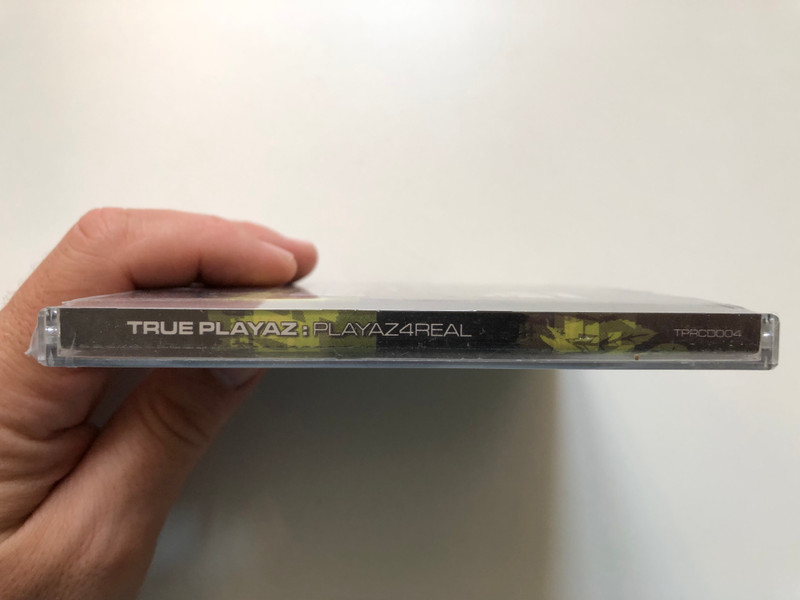 TRUE PLAYAZ : PLAYAZ4REAL
TPRCD004